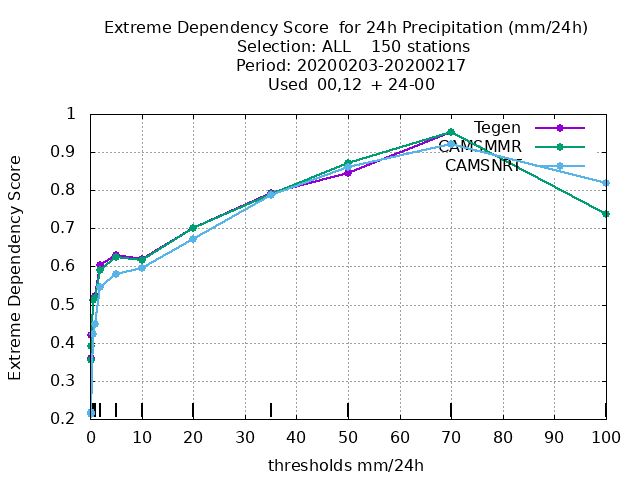 Extreme Dependency Score  for 24h Precipitation (mm/24h)
Selection: ALL    150 stations
Period: 20200203-20200217
Used  00,12  + 24-00
Extreme Dependency Score
1
0.9
0.8
0.7
0.6
0.5
0.4
0.3
0.2
Tegen
CAMSMMR
CAMSNRT
0 10 20 30 40 50 60 70 80 90 100
thresholds mm/24h